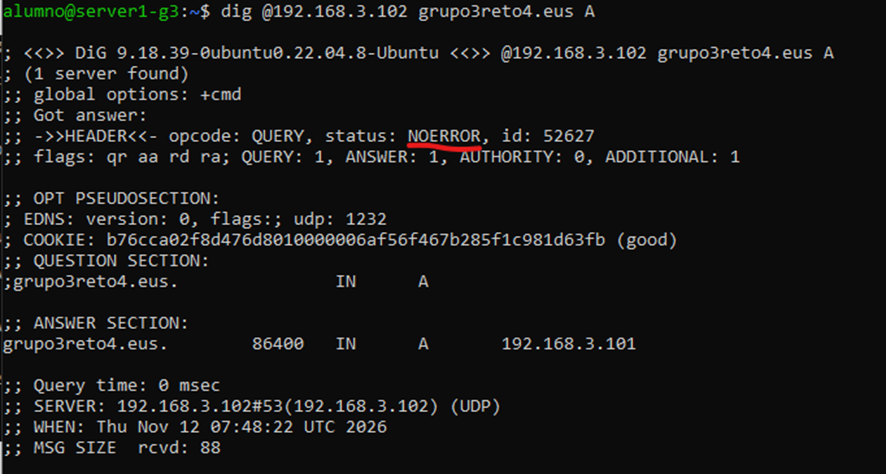 alumno@server1-g3:~$ dig @192.168.3.102 grupo3reto4.eus A
; <<>> DiG 9.18.39-0ubuntu0.22.04.8-Ubuntu <<>> @192.168.3.102 grupo3reto4.eus A
; (1 server found)
;; global options: +cmd
;; Got answer:
;; ->>HEADER<<- opcode: QUERY, status: NOERROR, id: 52627
;; flags: qr aa rd ra; QUERY: 1, ANSWER: 1, AUTHORITY: 0, ADDITIONAL: 1
;; OPT PSEUDOSECTION:
; EDNS: version: 0, flags:; udp: 1232
; COOKIE: b76cca02f8d476d8010000006af56f467b285f1c981d63fb (good)
;; QUESTION SECTION:
;grupo3reto4.eus. IN A
;; ANSWER SECTION:
grupo3reto4.eus. 86400 IN A 192.168.3.101
;; Query time: 0 msec
;; SERVER: 192.168.3.102#53(192.168.3.102) (UDP)
;; WHEN: Thu Nov 12 07:48:22 UTC 2026
;; MSG SIZE rcvd: 88